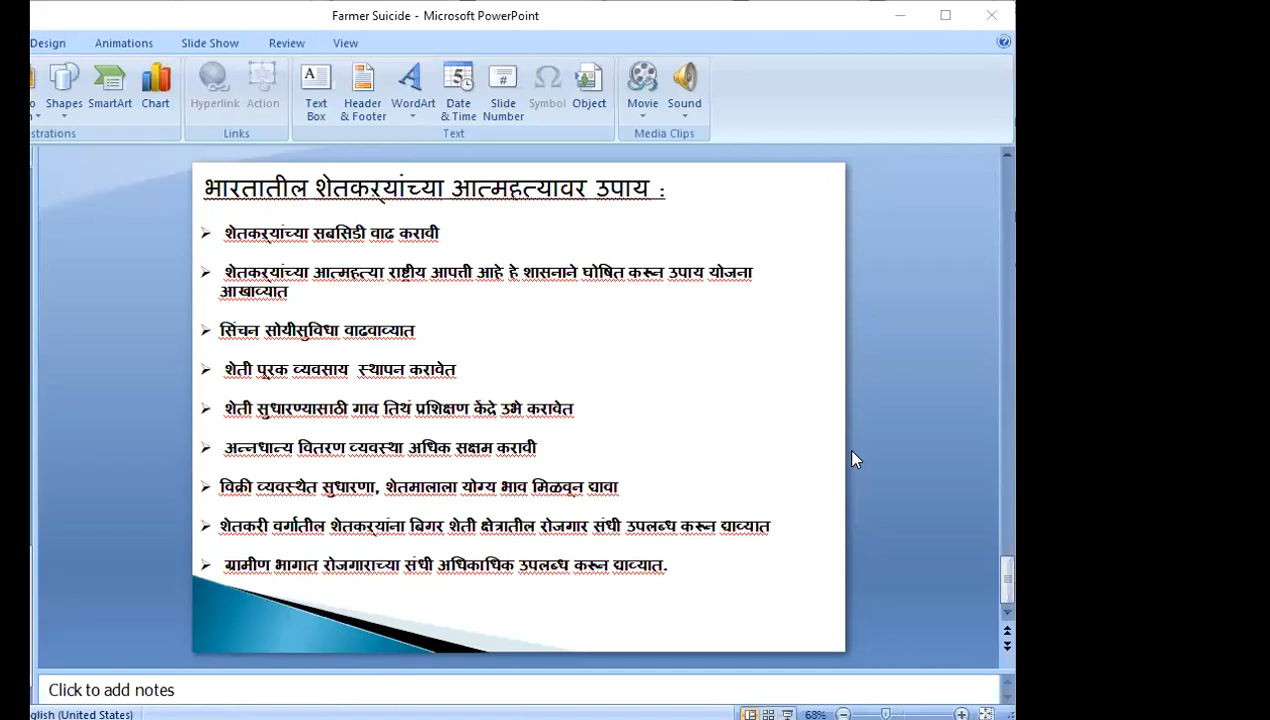 Farmer Suicide - Microsoft PowerPoint
Design Animations Slide Show Review View
Shapes SmartArt Chart Hyperlink Action Text Box Header & Footer WordArt Date & Time Slide Number Symbol Object Movie Sound
strations Links Text Media Clips
भारतातील शेतकऱ्यांच्या आत्महत्यावर उपाय :
शेतकऱ्यांच्या सबसिडी वाढ करावी
शेतकऱ्यांच्या आत्महत्या राष्ट्रीय आपत्ती आहे हे शासनाने घोषित करून उपाय योजना
आखाव्यात
सिंचन सोयीसुविधा वाढवाव्यात
शेती पूरक व्यवसाय स्थापन करावेत
शेती सुधारण्यासाठी गाव तिथं प्रशिक्षण केंद्रे उभे करावेत
अन्नधान्य वितरण व्यवस्था अधिक सक्षम करावी
विक्री व्यवस्थेत सुधारणा, शेतमालाला योग्य भाव मिळवून द्यावा
शेतकरी वर्गातील शेतकऱ्यांना बिगर शेती क्षेत्रातील रोजगार संधी उपलब्ध करून द्याव्यात
ग्रामीण भागात रोजगाराच्या संधी अधिकाधिक उपलब्ध करून द्याव्यात.
Click to add notes
glish (United States) 68%